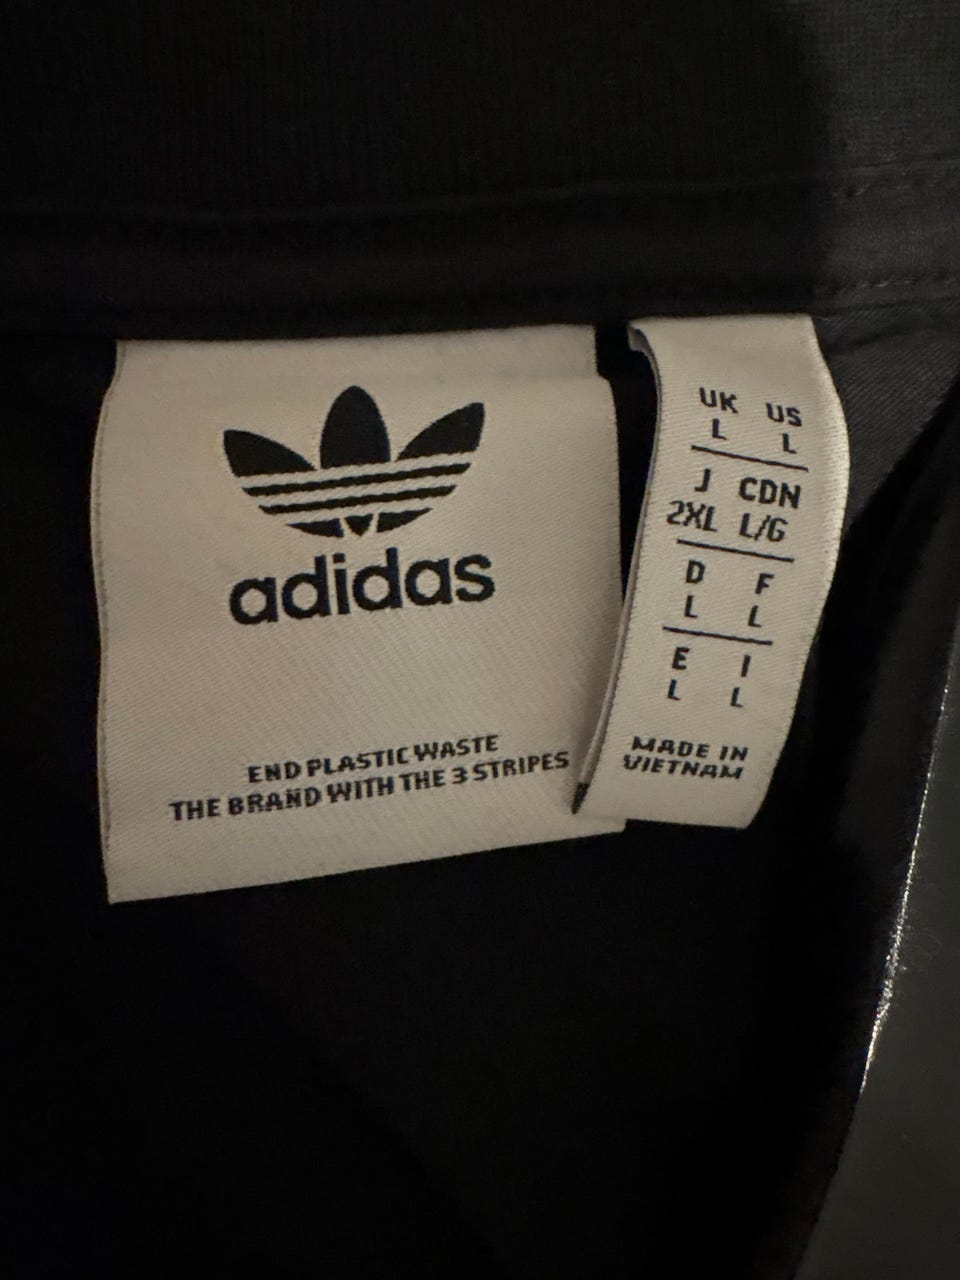 adidas
END PLASTIC WASTE
THE BRAND WITH THE 3 STRIPES
UK US
L L
J CDN
2XL L/G
D F
L L
E I
L L
MADE IN
VIETNAM